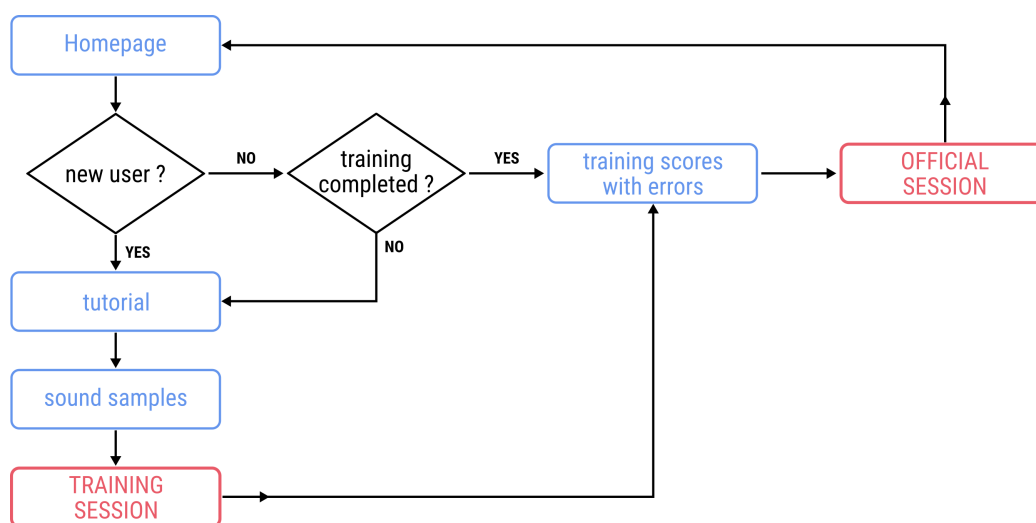 Homepage
new user ?
NO
training
completed ?
YES
training scores
with errors
OFFICIAL
SESSION
YES
NO
tutorial
sound samples
TRAINING
SESSION